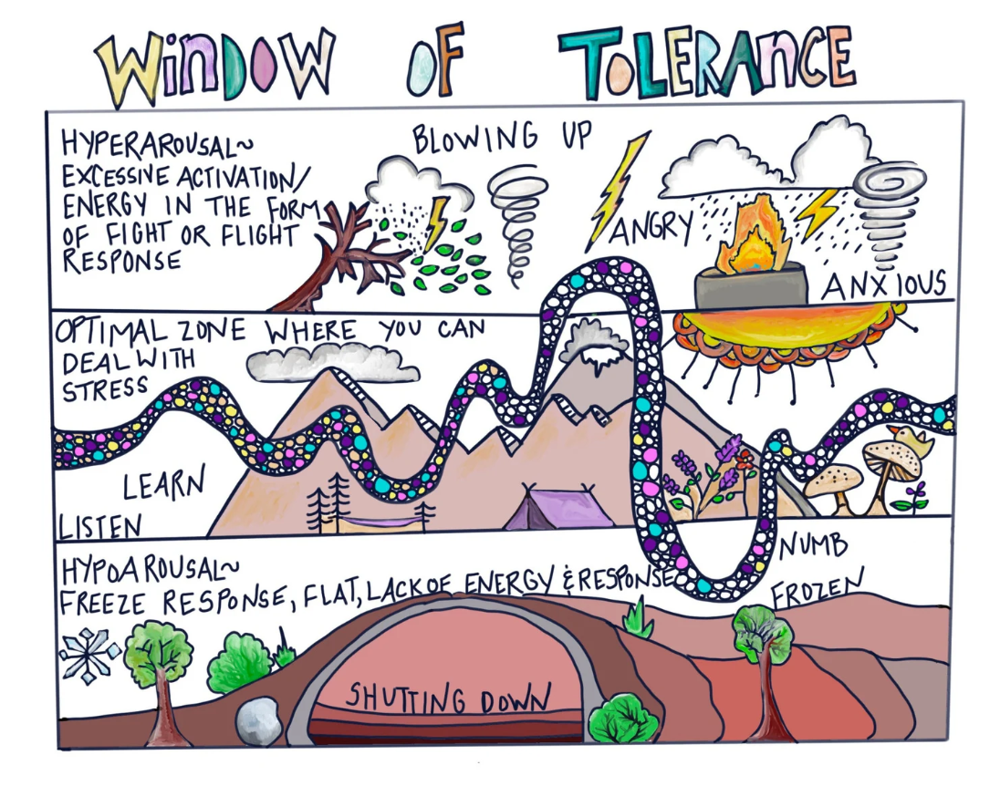 WiNDOW OF TOLERANCE
HYPERAROUSAL~
EXCESSIVE ACTIVATION/
ENERGY IN THE FORM
OF FIGHT OR FLIGHT
RESPONSE
BLOWING UP
ANGRY
ANXIOUS
OPTIMAL ZONE WHERE YOU CAN
DEAL WITH
STRESS
LEARN
LISTEN
HYPOAROUSAL~
FREEZE RESPONSE, FLAT, LACK OF ENERGY & RESPONSE
NUMB
FROZEN
SHUTTING DOWN